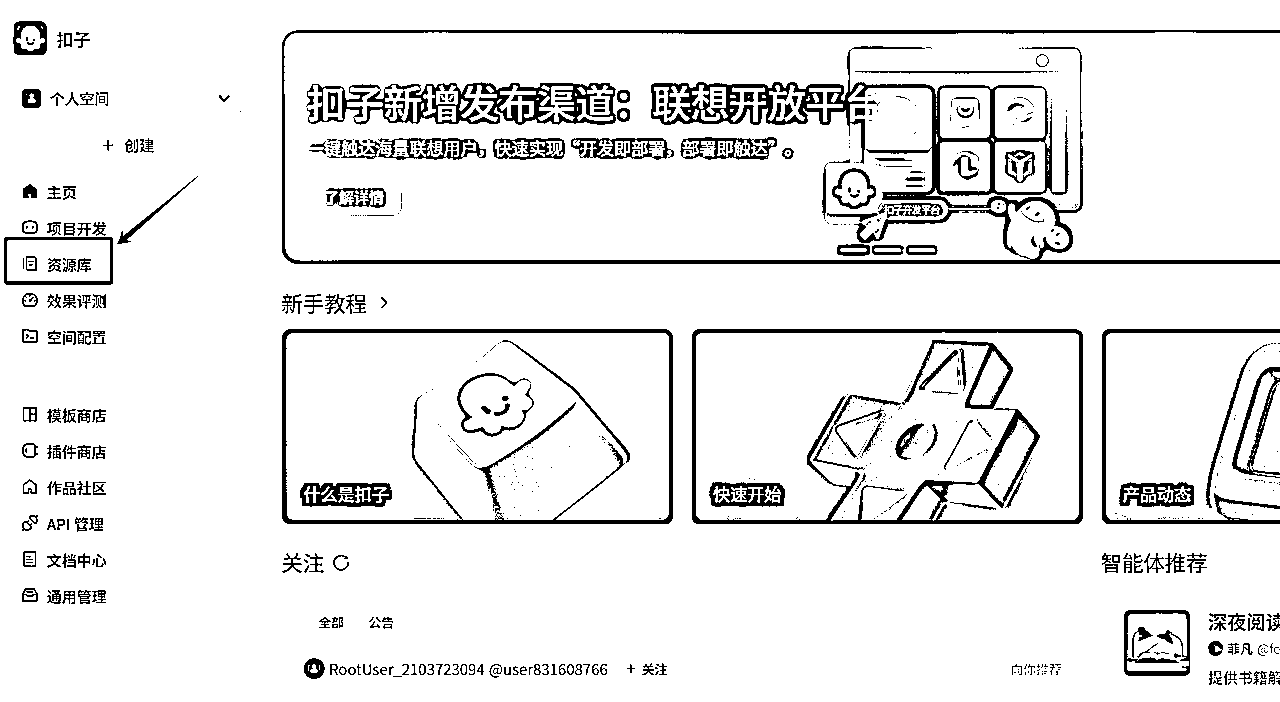 扣子
个人空间
+ 创建
主页
项目开发
资源库
效果评测
空间配置
模板商店
插件商店
作品社区
API 管理
文档中心
通用管理
扣子新增发布渠道：联想开放平台
一键触达海量联想用户，快速实现“开发即部署，部署即触达”。
了解详情
扣子开发平台
新手教程
什么是扣子
快速开始
产品动态
关注
全部 公告
RootUser_2103723094 @user831608766 + 关注
向你推荐
智能体推荐
深夜阅读
菲凡 @fe
提供书籍解